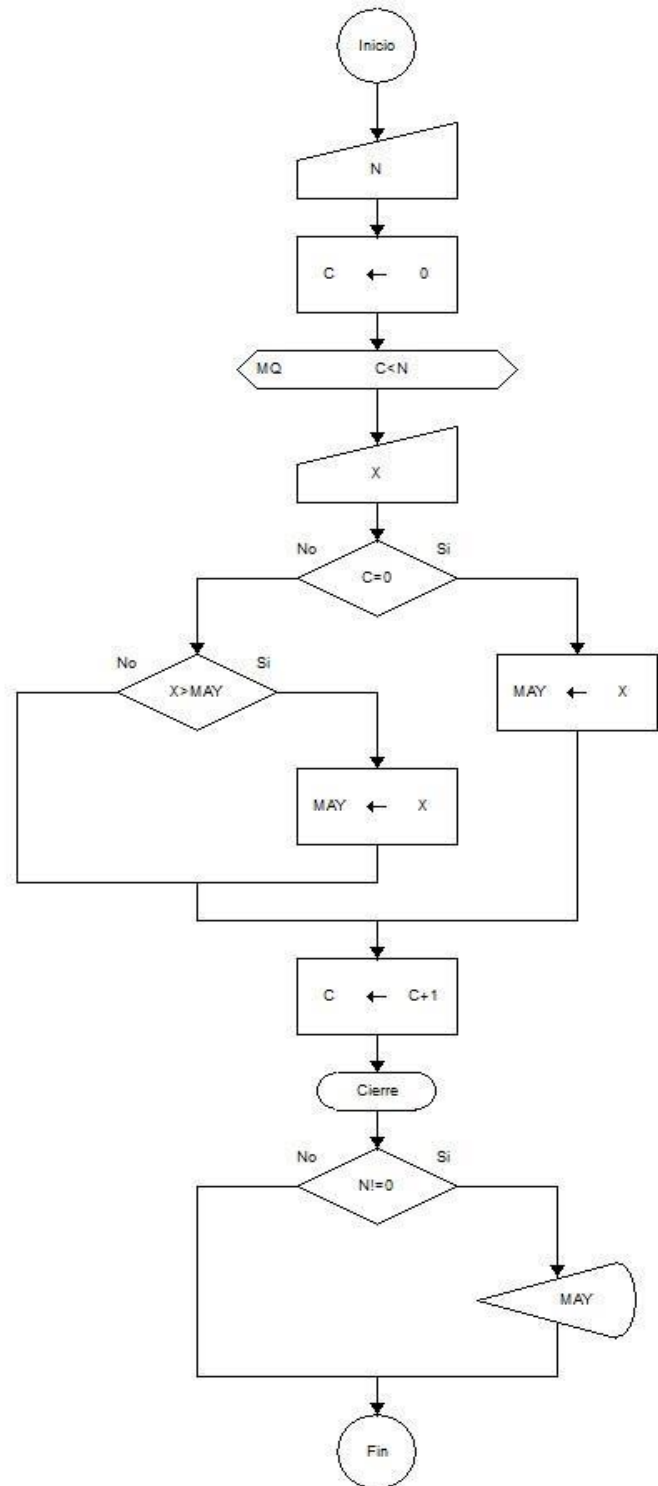 Inicio
N
C ← 0
MQ C<N
X
No Si
C=0
No Si
X>MAY
MAY ← X
MAY ← X
C ← C+1
Cierre
No Si
N!=0
MAY
Fin